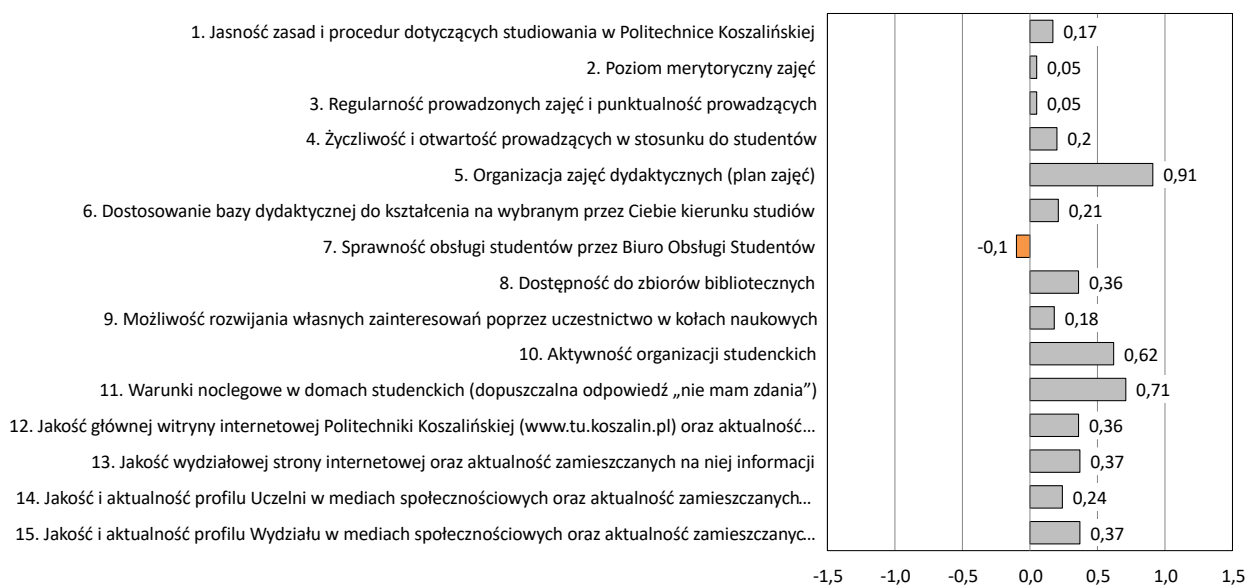 1. Jasność zasad i procedur dotyczących studiowania w Politechnice Koszalińskiej 0,17
2. Poziom merytoryczny zajęć 0,05
3. Regularność prowadzonych zajęć i punktualność prowadzących 0,05
4. Życzliwość i otwartość prowadzących w stosunku do studentów 0,2
5. Organizacja zajęć dydaktycznych (plan zajęć) 0,91
6. Dostosowanie bazy dydaktycznej do kształcenia na wybranym przez Ciebie kierunku studiów 0,21
7. Sprawność obsługi studentów przez Biuro Obsługi Studentów -0,1
8. Dostępność do zbiorów bibliotecznych 0,36
9. Możliwość rozwijania własnych zainteresowań poprzez uczestnictwo w kołach naukowych 0,18
10. Aktywność organizacji studenckich 0,62
11. Warunki noclegowe w domach studenckich (dopuszczalna odpowiedź „nie mam zdania”) 0,71
12. Jakość głównej witryny internetowej Politechniki Koszalińskiej (www.tu.koszalin.pl) oraz aktualność... 0,36
13. Jakość wydziałowej strony internetowej oraz aktualność zamieszczanych na niej informacji 0,37
14. Jakość i aktualność profilu Uczelni w mediach społecznościowych oraz aktualność zamieszczanych... 0,24
15. Jakość i aktualność profilu Wydziału w mediach społecznościowych oraz aktualność zamieszczanyc... 0,37
-1,5 -1,0 -0,5 0,0 0,5 1,0 1,5